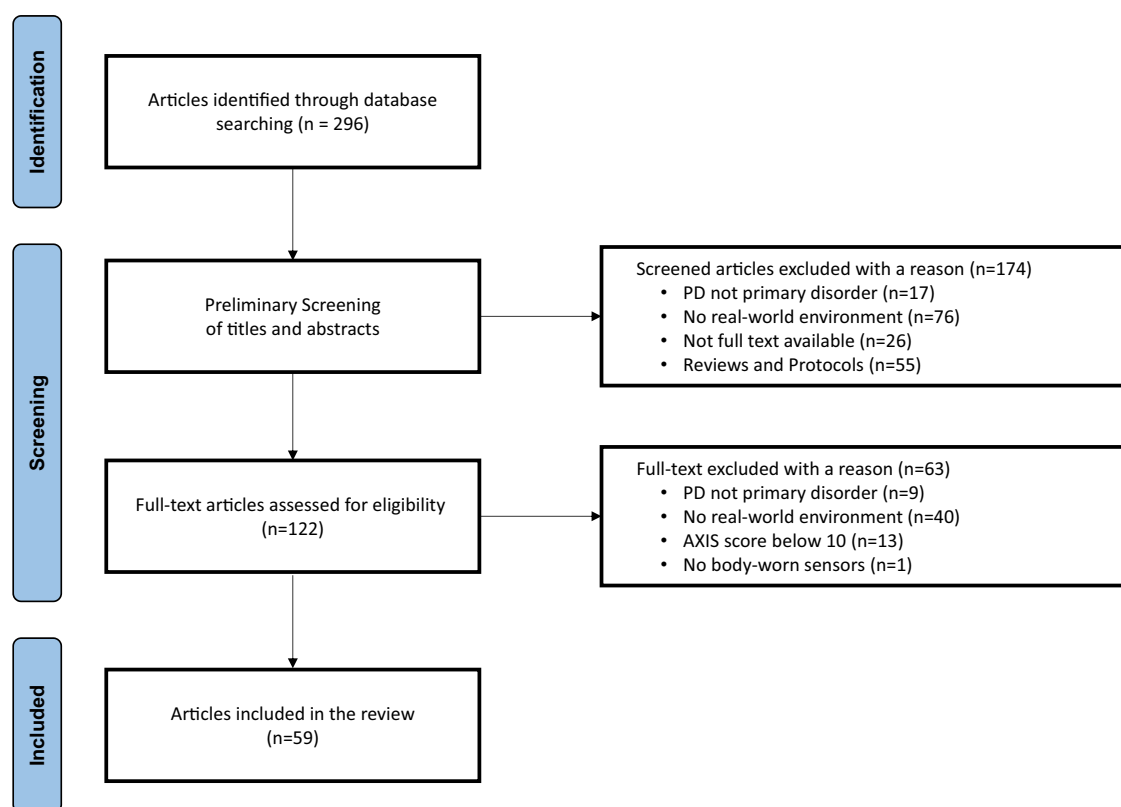 Identification
Articles identified through database
searching (n = 296)
Screening
Preliminary Screening
of titles and abstracts
Screened articles excluded with a reason (n=174)
• PD not primary disorder (n=17)
• No real-world environment (n=76)
• Not full text available (n=26)
• Reviews and Protocols (n=55)
Full-text articles assessed for eligibility
(n=122)
Full-text excluded with a reason (n=63)
• PD not primary disorder (n=9)
• No real-world environment (n=40)
• AXIS score below 10 (n=13)
• No body-worn sensors (n=1)
Included
Articles included in the review
(n=59)